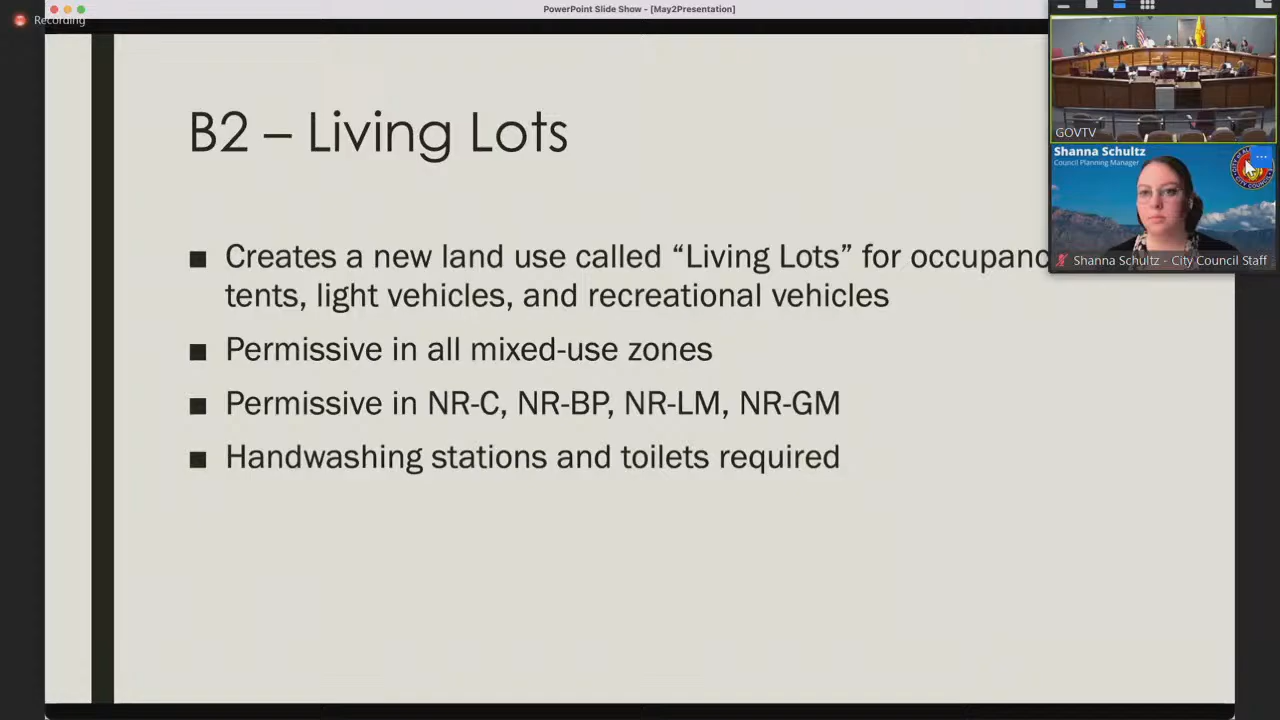 PowerPoint Slide Show - [May2Presentation]
Recording
B2 – Living Lots
■ Creates a new land use called “Living Lots” for
tents, light vehicles, and recreational vehicles
■ Permissive in all mixed-use zones
■ Permissive in NR-C, NR-BP, NR-LM, NR-GM
■ Handwashing stations and toilets required
GOVTV
Shanna Schultz
Council Planning Manager
Shanna Schultz - City Council Staff